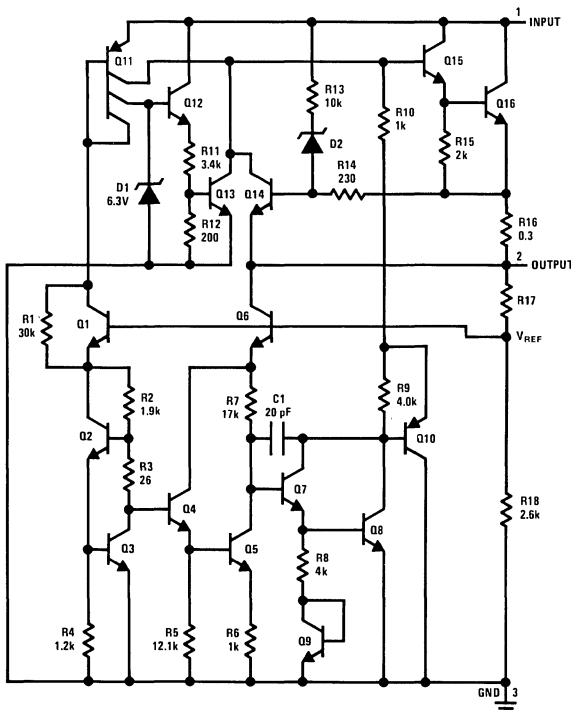 1
INPUT
Q11
Q12
R13
10k
R10
1k
Q15
Q16
D2
R15
2k
R11
3.4k
R14
230
D1
6.3V
Q13
Q14
R12
200
R16
0.3
2
OUTPUT
R1
30k
Q1
Q6
R17
VREF
R2
1.9k
R7
17k
C1
20 pF
R9
4.0k
Q10
Q2
R3
26
Q4
Q7
R18
2.6k
Q3
Q5
Q8
R8
4k
R4
1.2k
R5
12.1k
R6
1k
Q9
GND
3